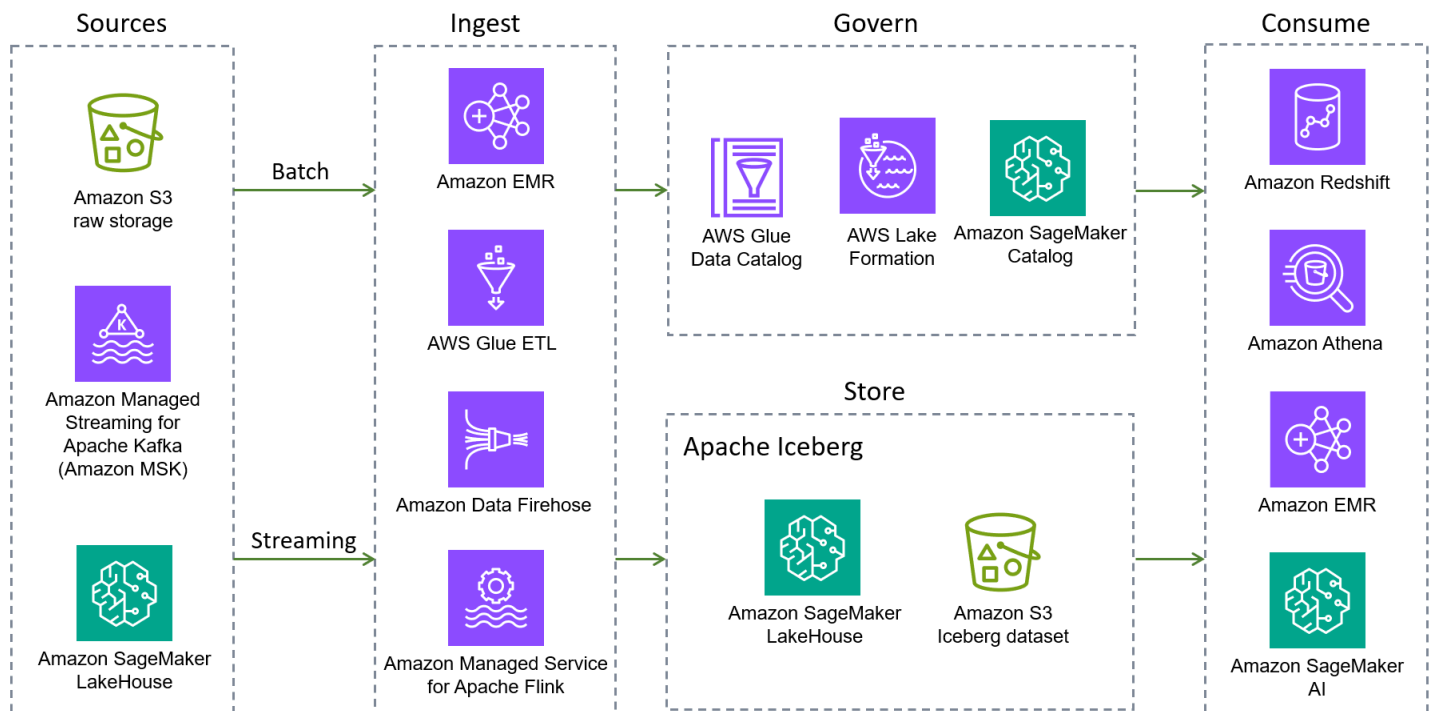 Sources
Amazon S3
raw storage
K
Amazon Managed
Streaming for
Apache Kafka
(Amazon MSK)
Amazon SageMaker
LakeHouse
Batch
Streaming
Ingest
Amazon EMR
AWS Glue ETL
Amazon Data Firehose
Amazon Managed Service
for Apache Flink
Govern
AWS Glue
Data Catalog
AWS Lake
Formation
Amazon SageMaker
Catalog
Store
Apache Iceberg
Amazon SageMaker
LakeHouse
Amazon S3
Iceberg dataset
Consume
Amazon Redshift
Amazon Athena
Amazon EMR
Amazon SageMaker
AI